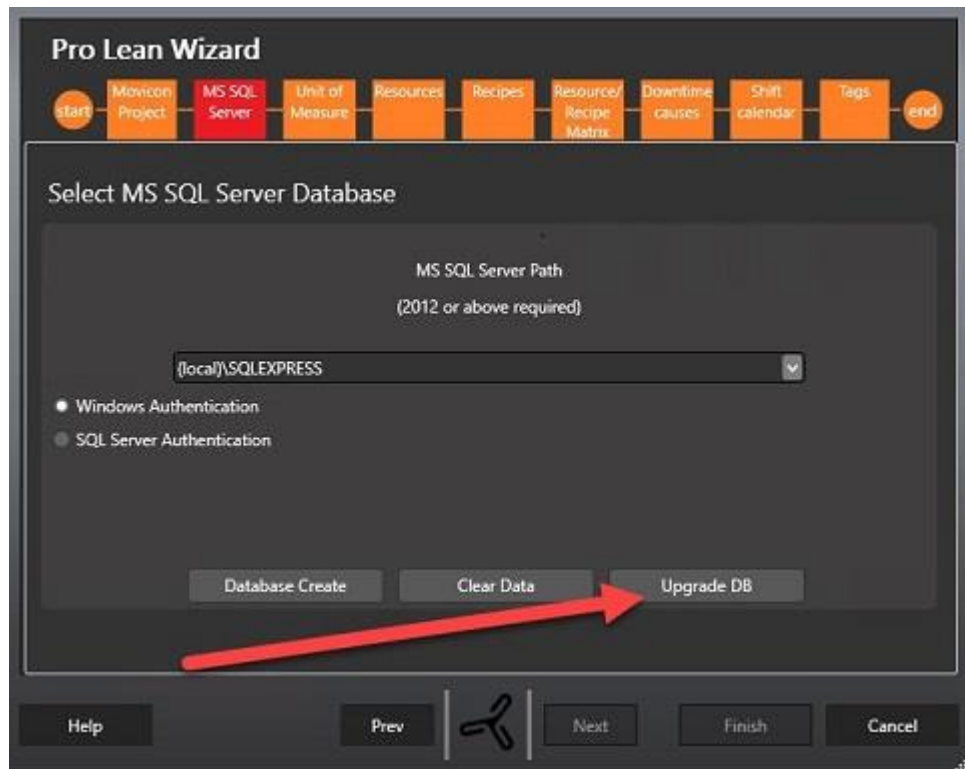 Pro Lean Wizard
start
Movicon
Project
MS SQL
Server
Unit of
Measure
Resources
Recipes
Resource/
Recipe
Matrix
Downtime
causes
Shift
calendar
Tags
end
Select MS SQL Server Database
MS SQL Server Path
(2012 or above required)
(local)\SQLEXPRESS
Windows Authentication
SQL Server Authentication
Database Create
Clear Data
Upgrade DB
Help
Prev
Next
Finish
Cancel